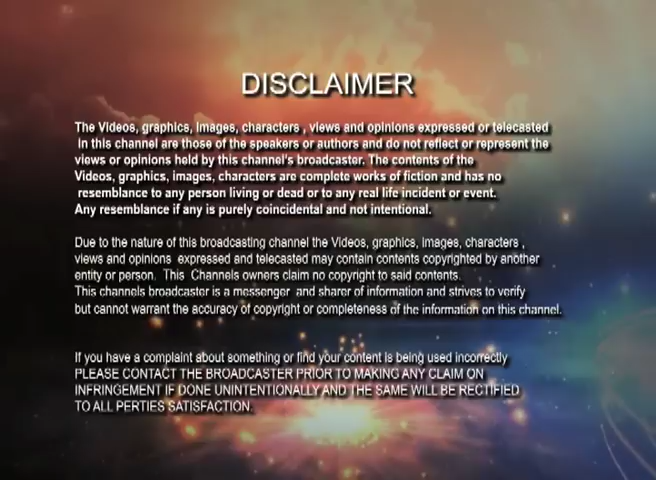 DISCLAIMER
The Videos, graphics, images, characters , views and opinions expressed or telecasted
in this channel are those of the speakers or authors and do not reflect or represent the
views or opinions held by this channel's broadcaster. The contents of the
Videos, graphics, images, characters are complete works of fiction and has no
resemblance to any person living or dead or to any real life incident or event.
Any resemblance if any is purely coincidental and not intentional.
Due to the nature of this broadcasting channel the Videos, graphics, images, characters ,
views and opinions expressed and telecasted may contain contents copyrighted by another
entity or person. This Channels owners claim no copyright to said contents.
This channels broadcaster is a messenger and sharer of information and strives to verify
but cannot warrant the accuracy of copyright or completeness of the information on this channel.
If you have a complaint about something or find your content is being used incorrectly
PLEASE CONTACT THE BROADCASTER PRIOR TO MAKING ANY CLAIM ON
INFRINGEMENT IF DONE UNINTENTIONALLY AND THE SAME WILL BE RECTIFIED
TO ALL PERTIES SATISFACTION.